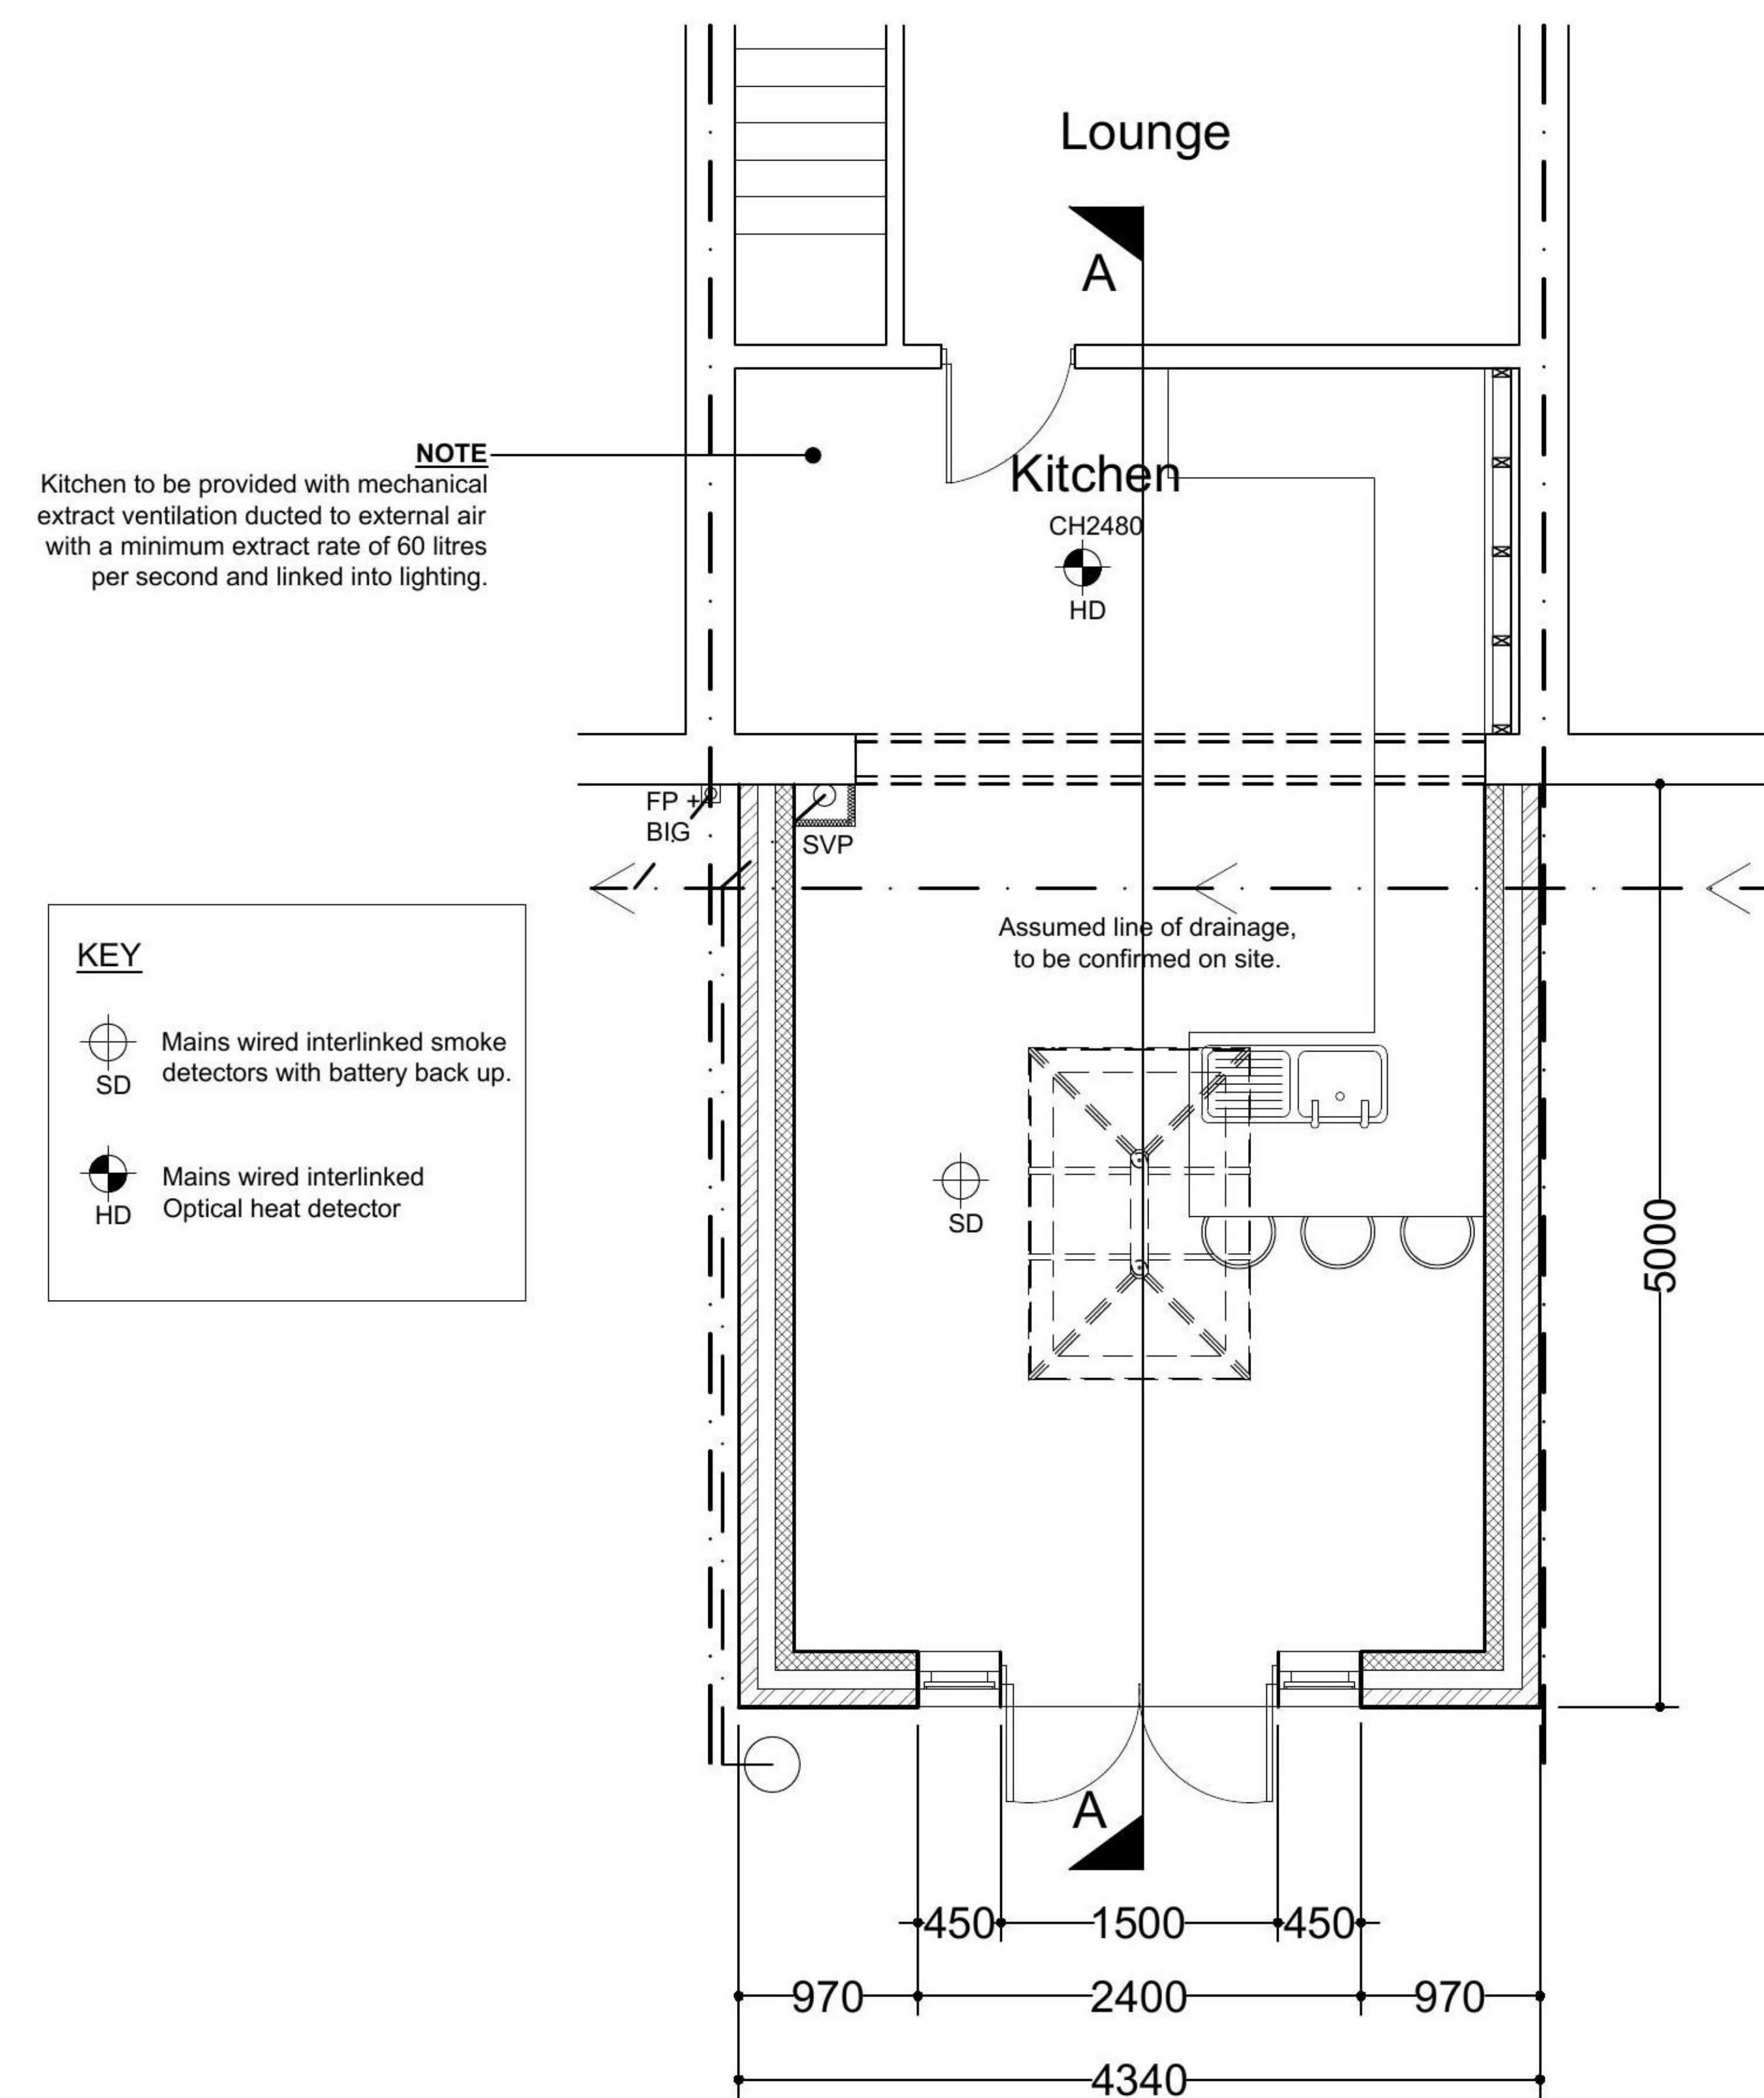 Lounge
A
NOTE
Kitchen to be provided with mechanical
extract ventilation ducted to external air
with a minimum extract rate of 60 litres
per second and linked into lighting.
Kitchen
CH2480
HD
FP +
BIG
SVP
Assumed line of drainage,
to be confirmed on site.
KEY
SD
Mains wired interlinked smoke
detectors with battery back up.
HD
Mains wired interlinked
Optical heat detector
SD
5000
A
450
1500
450
970
2400
970
4340